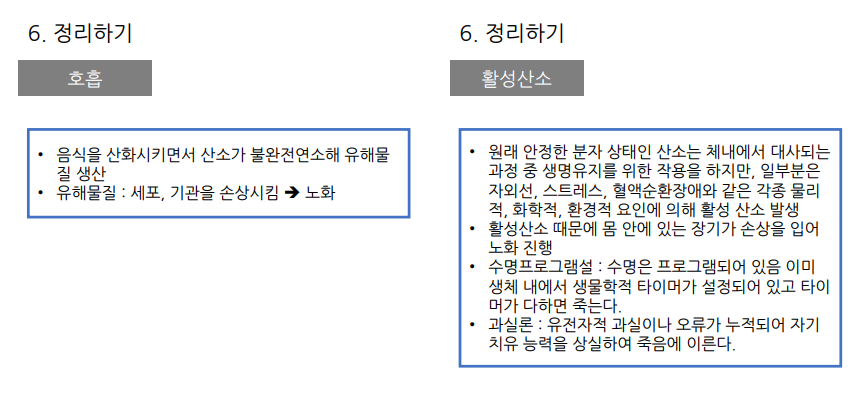 6. 정리하기
호흡
• 음식을 산화시키면서 산소가 불완전연소해 유해물
질 생산
• 유해물질 : 세포, 기관을 손상시킴 ➔ 노화
6. 정리하기
활성산소
• 원래 안정한 분자 상태인 산소는 체내에서 대사되는
과정 중 생명유지를 위한 작용을 하지만, 일부분은
자외선, 스트레스, 혈액순환장애와 같은 각종 물리
적, 화학적, 환경적 요인에 의해 활성 산소 발생
• 활성산소 때문에 몸 안에 있는 장기가 손상을 입어
노화 진행
• 수명프로그램설 : 수명은 프로그램되어 있음 이미
생체 내에서 생물학적 타이머가 설정되어 있고 타이
머가 다하면 죽는다.
• 과실론 : 유전자적 과실이나 오류가 누적되어 자기
치유 능력을 상실하여 죽음에 이른다.